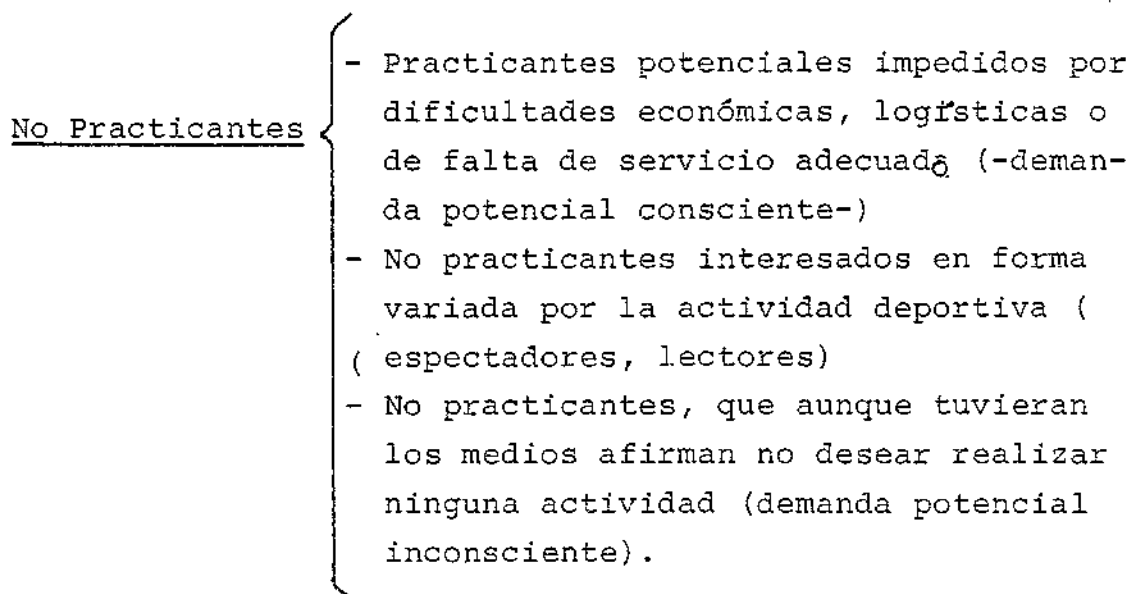 - Practicantes potenciales impedidos por
dificultades económicas, logísticas o
No Practicantes
de falta de servicio adecuado (-deman-
da potencial consciente-)
- No practicantes interesados en forma
variada por la actividad deportiva (
( espectadores, lectores)
- No practicantes, que aunque tuvieran
los medios afirman no desear realizar
ninguna actividad (demanda potencial
inconsciente).